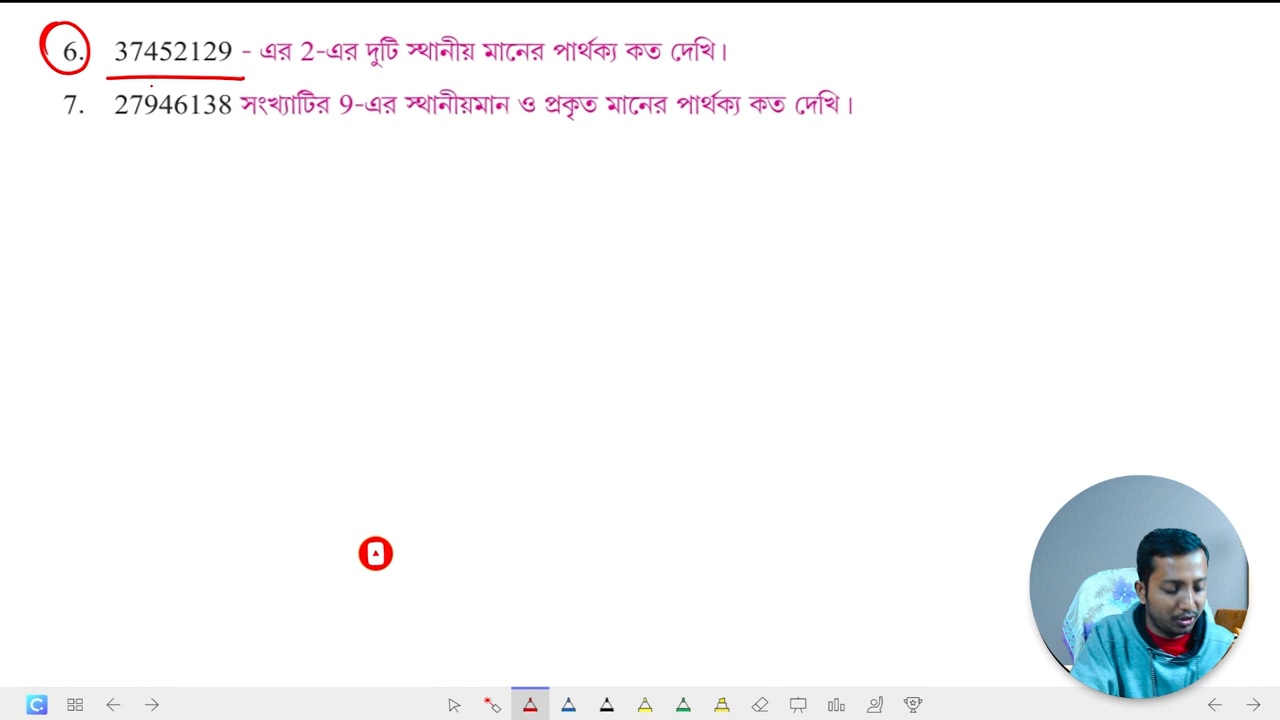 6. 37452129 - এর 2-এর দুটি স্থানীয় মানের পার্থক্য কত দেখি।
7. 27946138 সংখ্যাটির 9-এর স্থানীয়মান ও প্রকৃত মানের পার্থক্য কত দেখি।